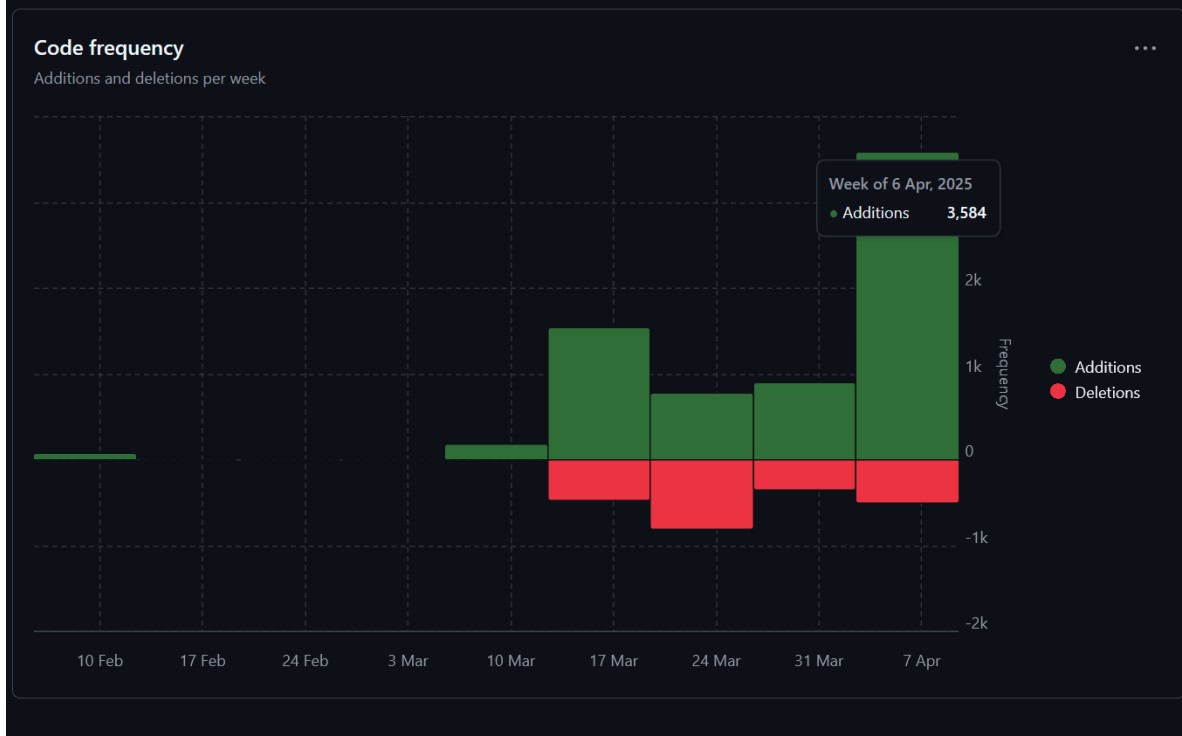 Code frequency
Additions and deletions per week
Week of 6 Apr, 2025
Additions 3,584
2k
1k
0
-1k
-2k
Frequency
Additions
Deletions
10 Feb 17 Feb 24 Feb 3 Mar 10 Mar 17 Mar 24 Mar 31 Mar 7 Apr